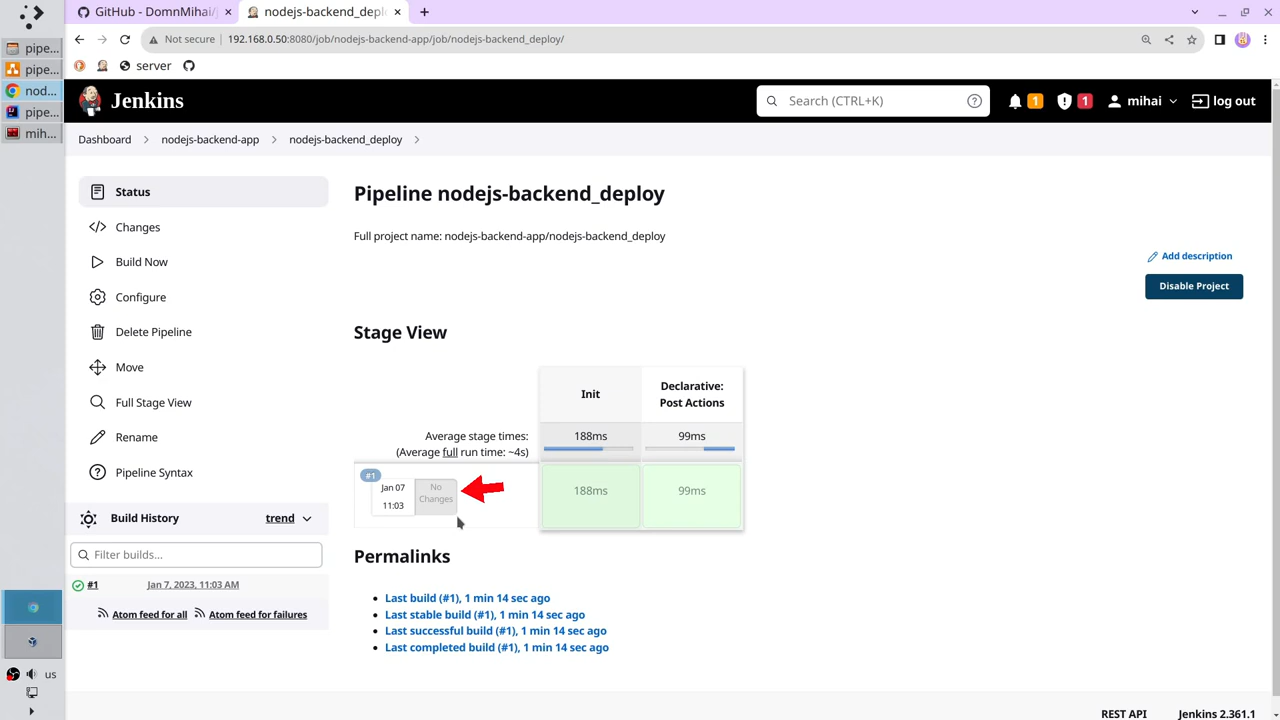 GitHub - DomnMihai/j
nodejs-backend_depl
Not secure
192.168.0.50:8080/job/nodejs-backend-app/job/nodejs-backend_deploy/
server
pipe...
pipe...
nod...
pipe...
mih...
us
Jenkins
Search (CTRL+K)
1
1
mihai
log out
Dashboard
nodejs-backend-app
nodejs-backend_deploy
Status
Changes
Build Now
Configure
Delete Pipeline
Move
Full Stage View
Rename
Pipeline Syntax
Build History
trend
Filter builds...
#1
Jan 7, 2023, 11:03 AM
Atom feed for all
Atom feed for failures
Pipeline nodejs-backend_deploy
Full project name: nodejs-backend-app/nodejs-backend_deploy
Add description
Disable Project
Stage View
Init
Declarative:
Post Actions
Average stage times:
(Average full run time: ~4s)
188ms
99ms
#1
Jan 07
11:03
No
Changes
188ms
99ms
Permalinks
Last build (#1), 1 min 14 sec ago
Last stable build (#1), 1 min 14 sec ago
Last successful build (#1), 1 min 14 sec ago
Last completed build (#1), 1 min 14 sec ago
REST API
Jenkins 2.361.1